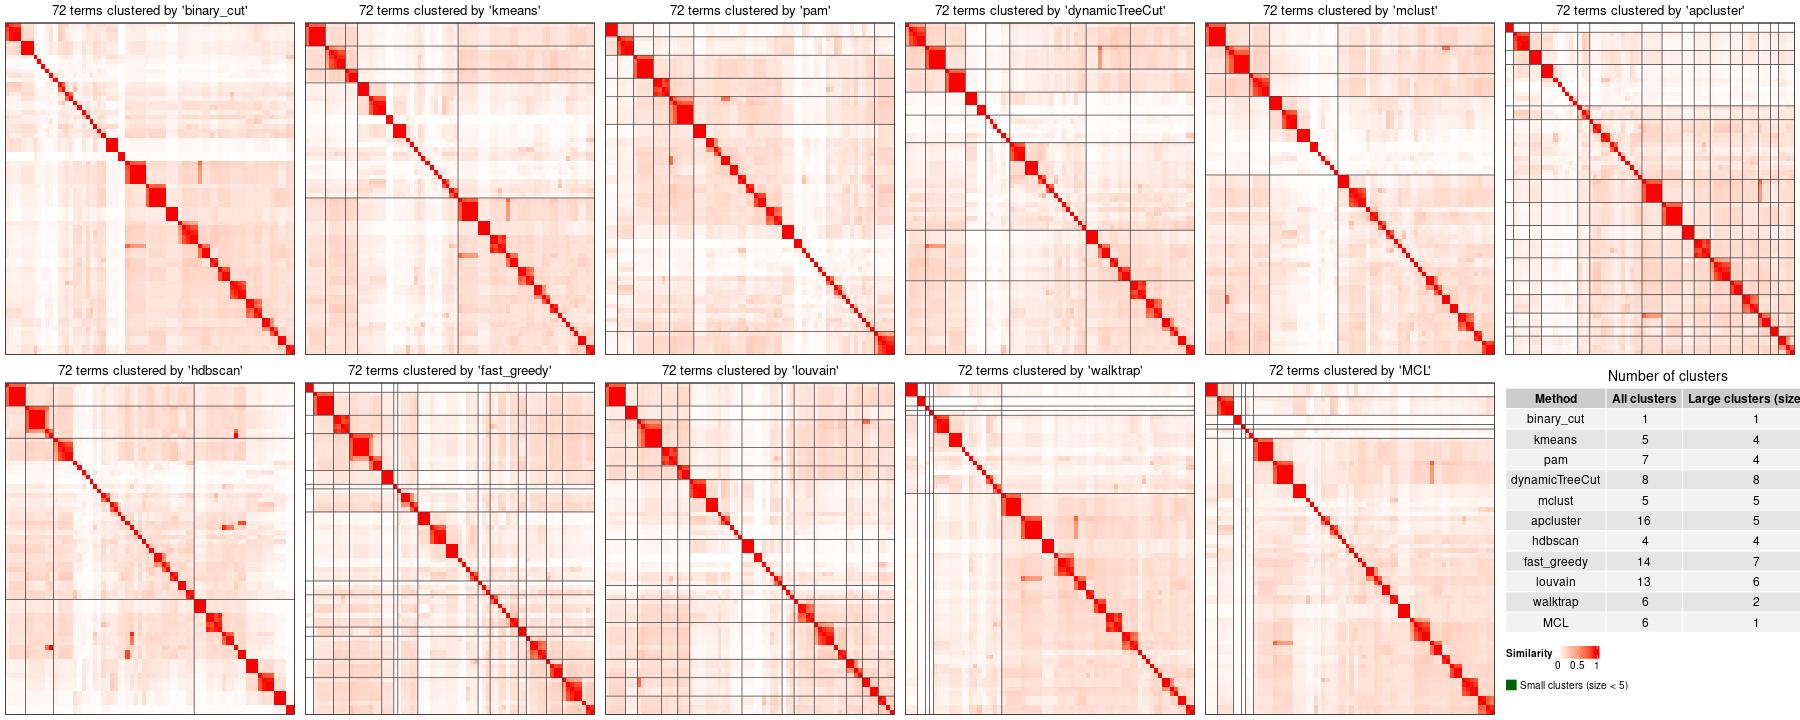 72 terms clustered by 'binary_cut'
72 terms clustered by 'kmeans'
72 terms clustered by 'pam'
72 terms clustered by 'dynamicTreeCut'
72 terms clustered by 'mclust'
72 terms clustered by 'apcluster'
72 terms clustered by 'hdbscan'
72 terms clustered by 'fast_greedy'
72 terms clustered by 'louvain'
72 terms clustered by 'walktrap'
72 terms clustered by 'MCL'
Number of clusters
Method All clusters Large clusters (size
binary_cut 1 1
kmeans 5 4
pam 7 4
dynamicTreeCut 8 8
mclust 5 5
apcluster 16 5
hdbscan 4 4
fast_greedy 14 7
louvain 13 6
walktrap 6 2
MCL 6 1
Similarity
0 0.5 1
Small clusters (size < 5)